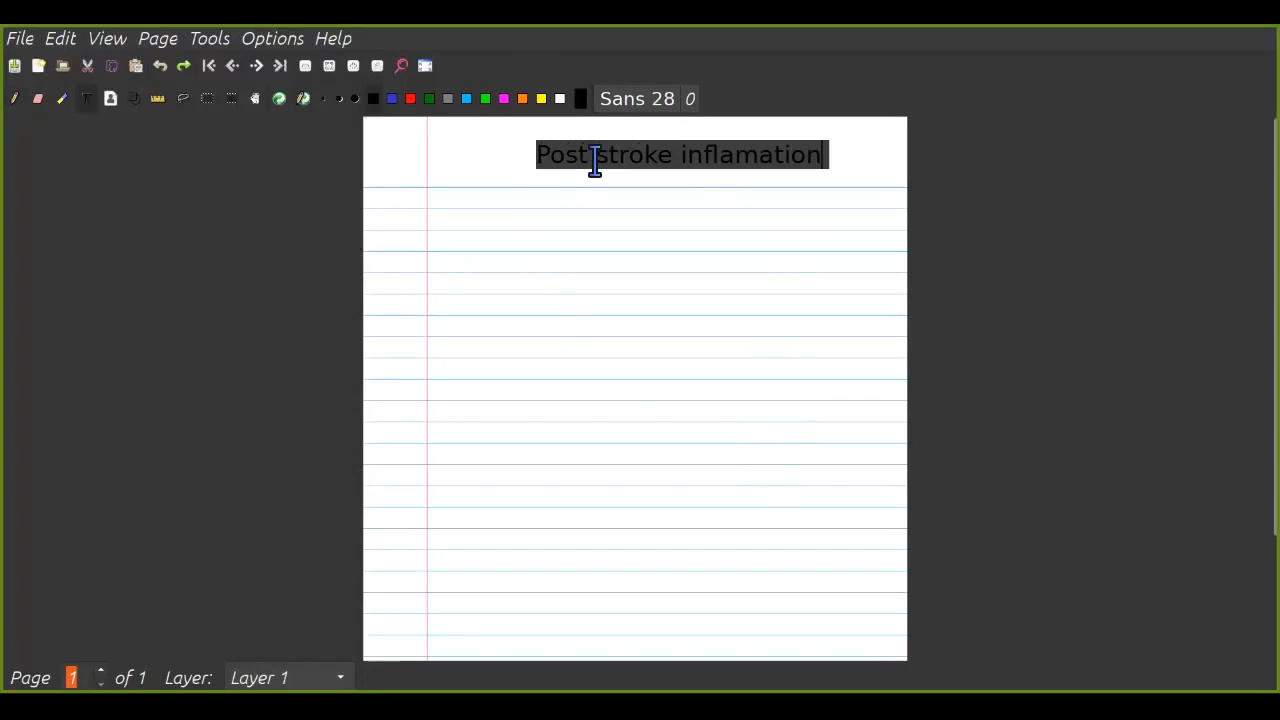 File Edit View Page Tools Options Help
Sans 28 0
Post stroke inflamation
Page 1 of 1 Layer: Layer 1